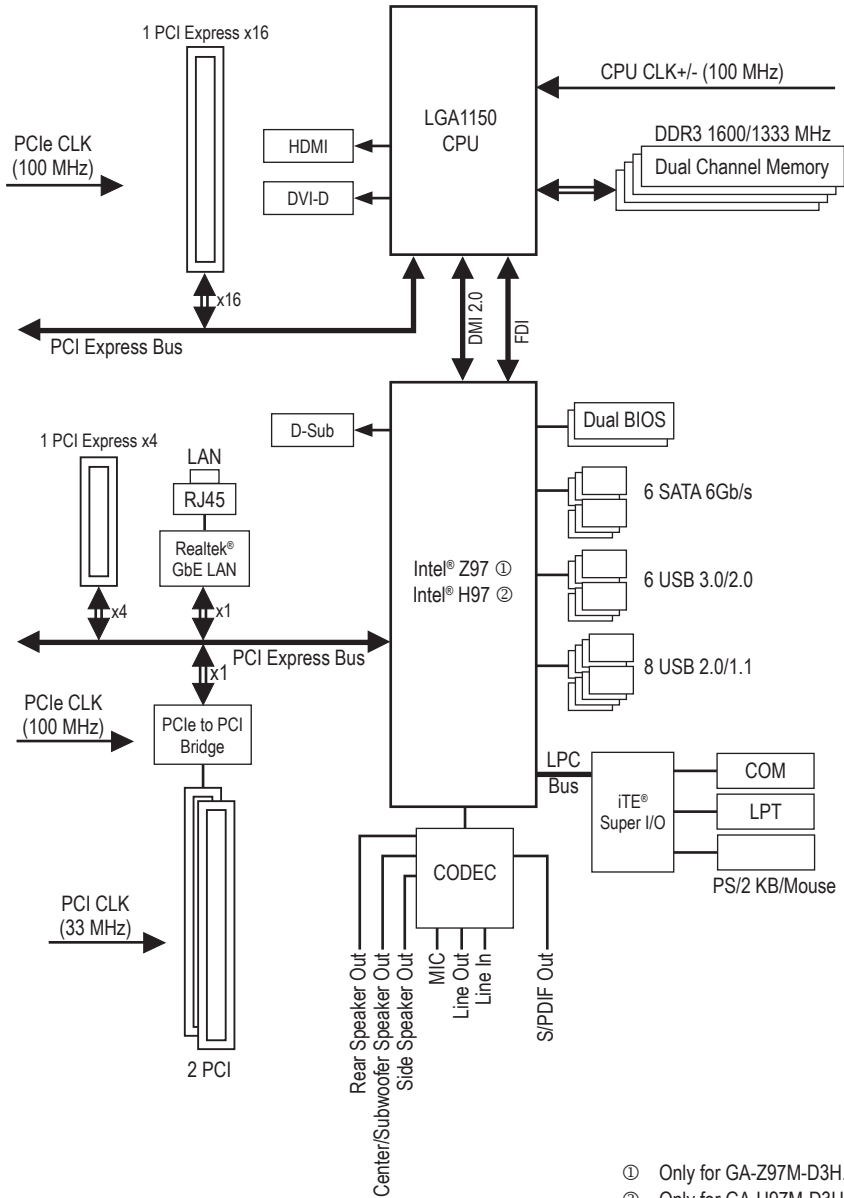 1 PCI Express x16
CPU CLK+/- (100 MHz)
LGA1150
CPU
DDR3 1600/1333 MHz
Dual Channel Memory
PCIe CLK
(100 MHz)
HDMI
DVI-D
x16
PCI Express Bus
DMI 2.0
FDI
D-Sub
Dual BIOS
1 PCI Express x4
LAN
RJ45
Realtek®
GbE LAN
6 SATA 6Gb/s
Intel® Z97 ①
Intel® H97 ②
6 USB 3.0/2.0
x4
x1
PCI Express Bus
8 USB 2.0/1.1
x1
PCIe CLK
(100 MHz)
PCIe to PCI
Bridge
LPC
Bus
iTE®
Super I/O
COM
LPT
PS/2 KB/Mouse
CODEC
PCI CLK
(33 MHz)
2 PCI
Rear Speaker Out
Center/Subwoofer Speaker Out
Side Speaker Out
MIC
Line Out
Line In
S/PDIF Out
① Only for GA-Z97M-D3H.
② Only for GA-H97M-D3H